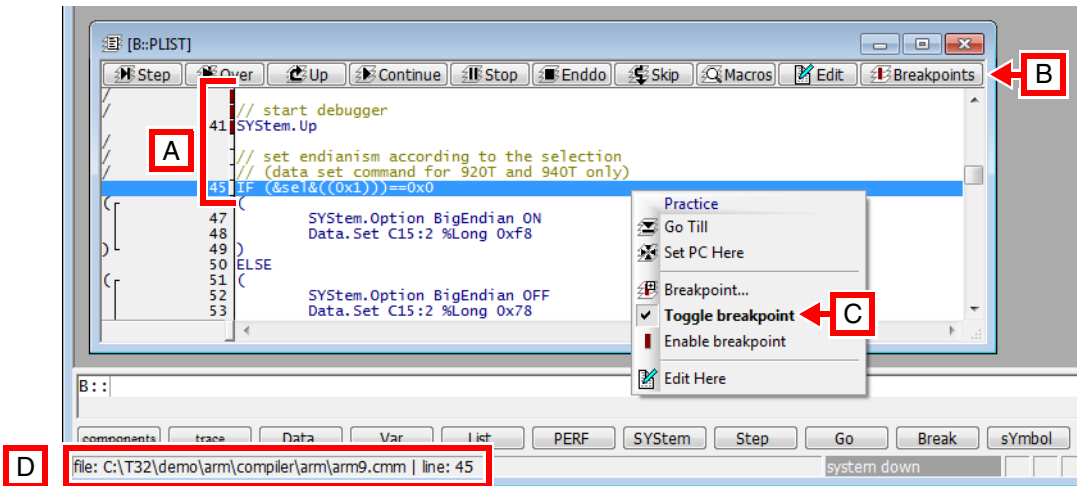 [B::PLIST]
Step Over Up Continue Stop Enddo Skip Macros Edit Breakpoints
B
/
/ // start debugger
41 SYStem.Up
/
A
/ // set endianism according to the selection
/ // (data set command for 920T and 940T only)
45 IF (&sel&((0x1)))==0x0
( (
47 SYStem.Option BigEndian ON
48 Data.Set C15:2 %Long 0xf8
) 49 )
50 ELSE
( 51 (
52 SYStem.Option BigEndian OFF
53 Data.Set C15:2 %Long 0x78
Practice
Go Till
Set PC Here
Breakpoint...
Toggle breakpoint
C
Enable breakpoint
Edit Here
B::
components trace Data Var List PERF SYStem Step Go Break sYmbol
D
file: C:\T32\demo\arm\compiler\arm\arm9.cmm | line: 45
system down